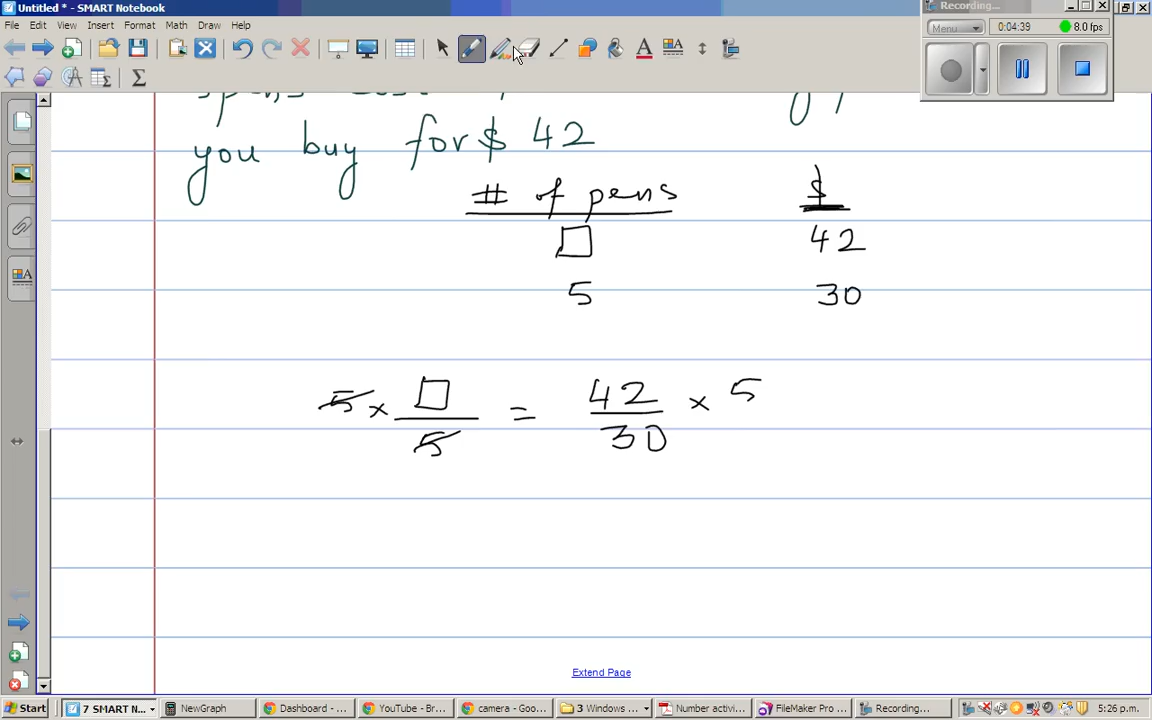 Untitled * - SMART Notebook
Recording...
File Edit View Insert Format Math Draw Help
Menu 0:04:39 8.0 fps
you buy for $ 42
# of pens $
□ 42
5 30
5 × □ = 42 × 5
5 30
Extend Page
Start 7 SMART N... NewGraph Dashboard - ... YouTube - Br... camera - Goo... 3 Windows ... Number activi... FileMaker Pro ... Recording... 5:26 p.m.